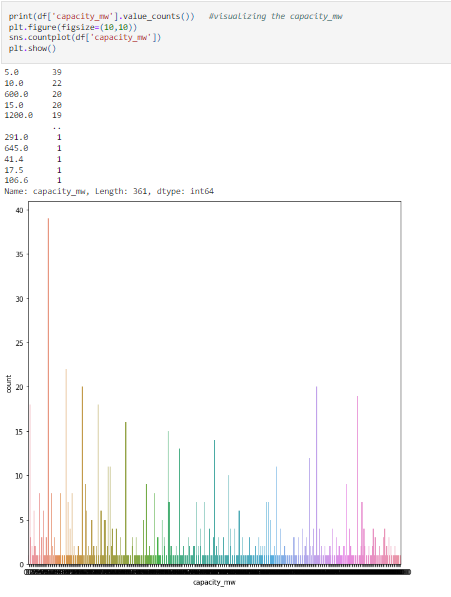 print(df['capacity_mw'].value_counts())   #visualizing the capacity_mw
plt.figure(figsize=(10,10))
sns.countplot(df['capacity_mw'])
plt.show()
5.0 39
10.0 22
600.0 20
15.0 20
1200.0 19
..
291.0 1
645.0 1
41.4 1
17.5 1
106.6 1
Name: capacity_mw, Length: 361, dtype: int64
40
35
30
25
20
15
10
5
0
count
capacity_mw